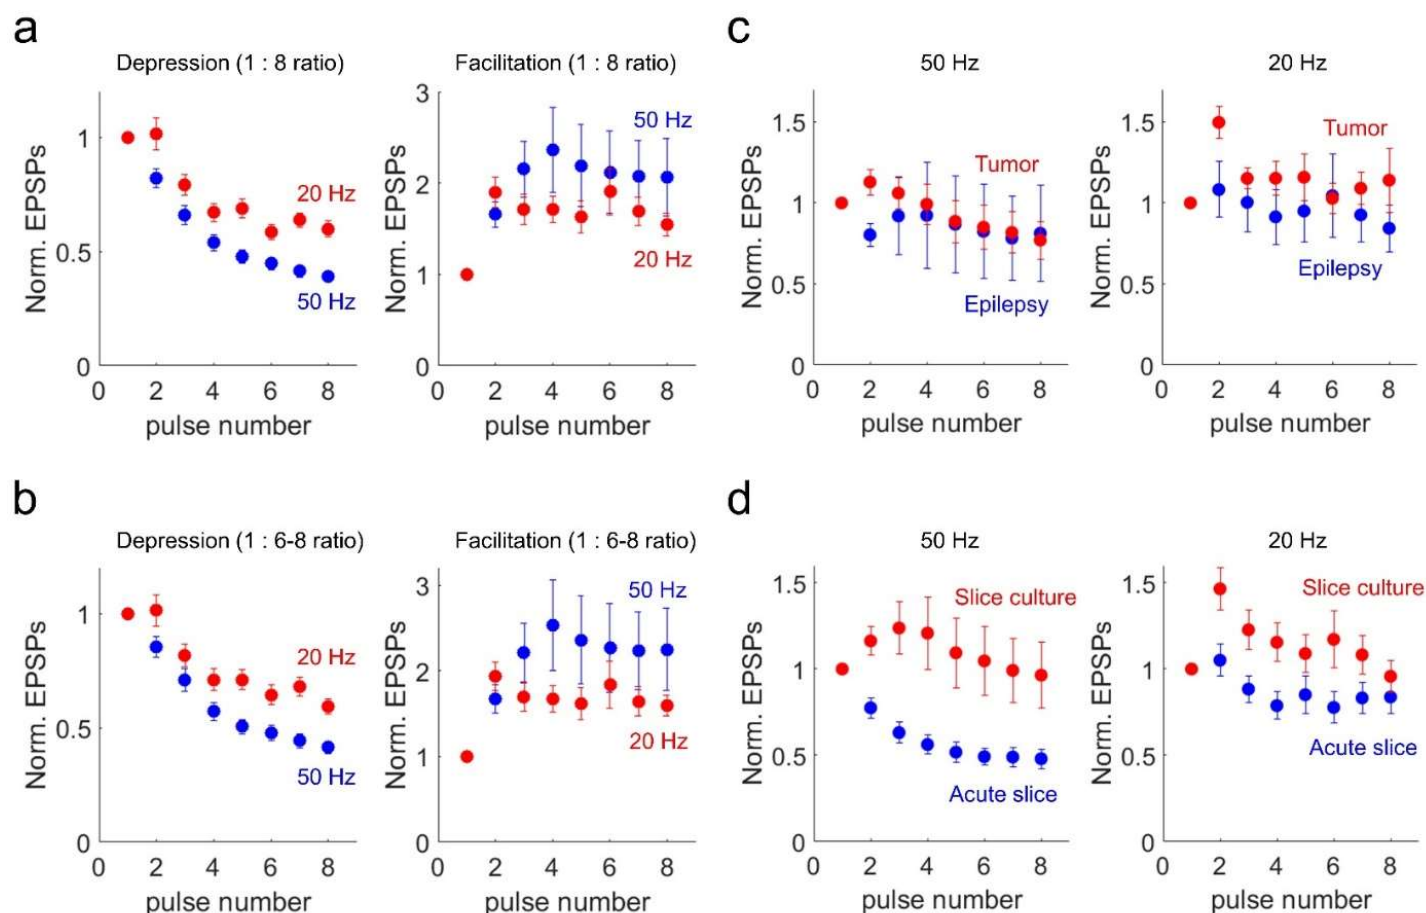 a
Depression (1 : 8 ratio)
Norm. EPSPs
1
0.5
0
20 Hz
50 Hz
0 2 4 6 8
pulse number
Facilitation (1 : 8 ratio)
Norm. EPSPs
3
2
1
0
50 Hz
20 Hz
0 2 4 6 8
pulse number
b
Depression (1 : 6-8 ratio)
Norm. EPSPs
1
0.5
0
20 Hz
50 Hz
0 2 4 6 8
pulse number
Facilitation (1 : 6-8 ratio)
Norm. EPSPs
3
2
1
0
50 Hz
20 Hz
0 2 4 6 8
pulse number
c
50 Hz
Norm. EPSPs
1.5
1
0.5
0
Tumor
Epilepsy
0 2 4 6 8
pulse number
20 Hz
Norm. EPSPs
1.5
1
0.5
0
Tumor
Epilepsy
0 2 4 6 8
pulse number
d
50 Hz
Norm. EPSPs
1.5
1
0.5
0
Slice culture
Acute slice
0 2 4 6 8
pulse number
20 Hz
Norm. EPSPs
1.5
1
0.5
0
Slice culture
Acute slice
0 2 4 6 8
pulse number